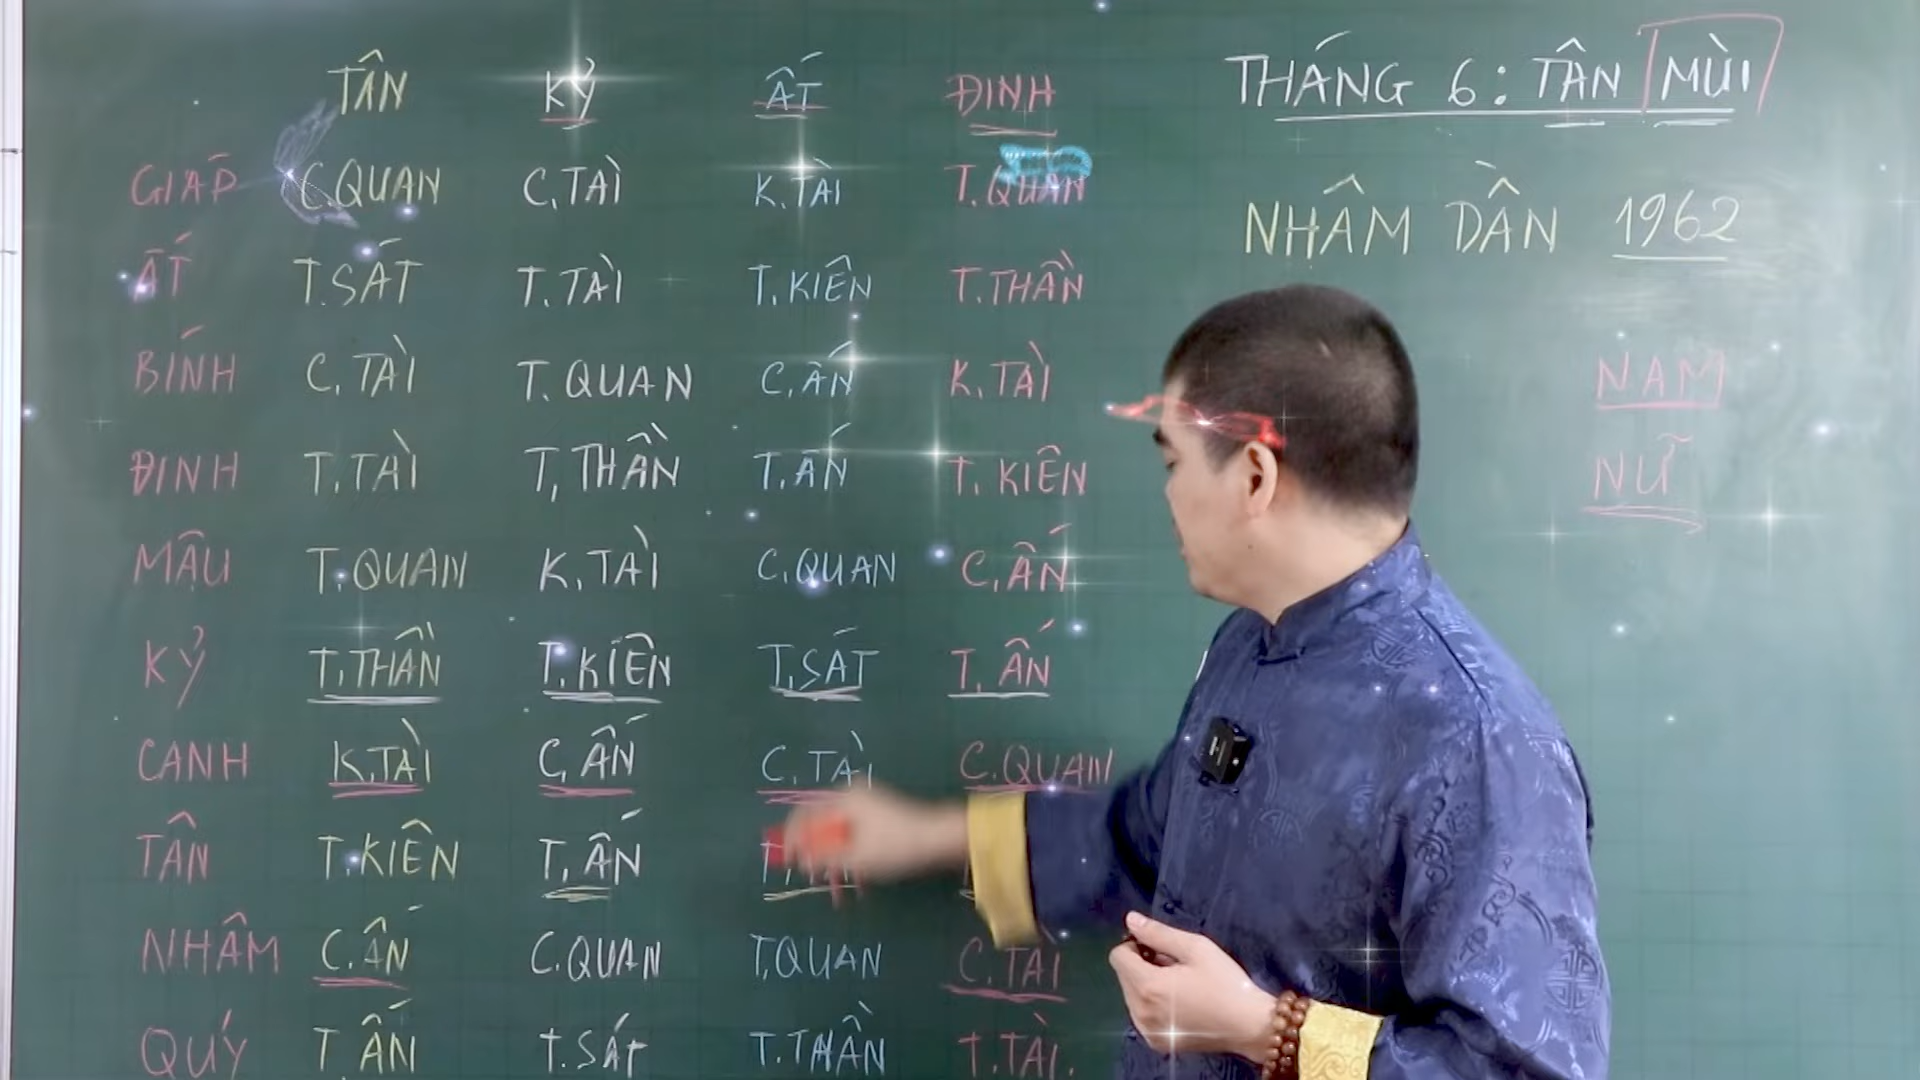 TÂN KỶ ẤT ĐINH
GIÁP C.QUAN C,TÀI K.TÀI T.QUAN
ẤT T.SÁT T.TÀI T.KIÊN T.THẦN
BÍNH C,TÀI T.QUAN C,ẤN K.TÀI
ĐINH T.TÀI T,THẦN T.ẤN T.KIÊN
MẬU T.QUAN K,TÀI C.QUAN C,ẤN
KỶ T.THẦN T.KIÊN T.SÁT T.ẤN
CANH K.TÀI C,ẤN C.TÀI C.QUAN
TÂN T.KIÊN T,ẤN
NHÂM C.ẤN C.QUAN T.QUAN C.TÀI
QUÝ T ẤN T.SÁT T.THẦN T.TÀI.
THÁNG 6: TÂN MÙI
NHÂM DẦN 1962
NAM
NỮ